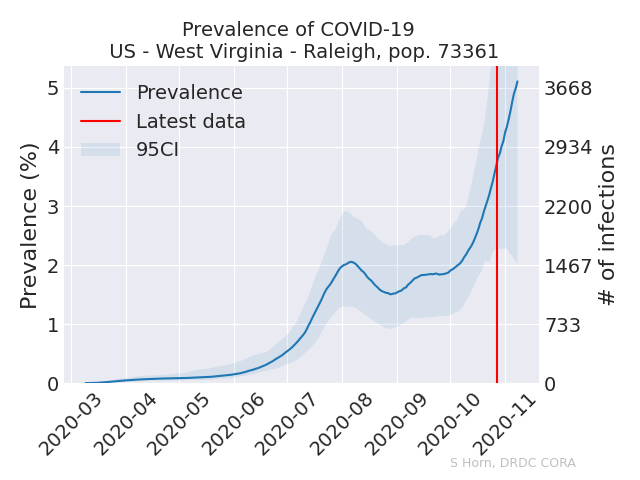 Prevalence of COVID-19
US - West Virginia - Raleigh, pop. 73361
Prevalence
Latest data
95CI
Prevalence (%)
5
4
3
2
1
0
3668
2934
2200
1467
733
0
# of infections
2020-03
2020-04
2020-05
2020-06
2020-07
2020-08
2020-09
2020-10
2020-11
S Horn, DRDC CORA